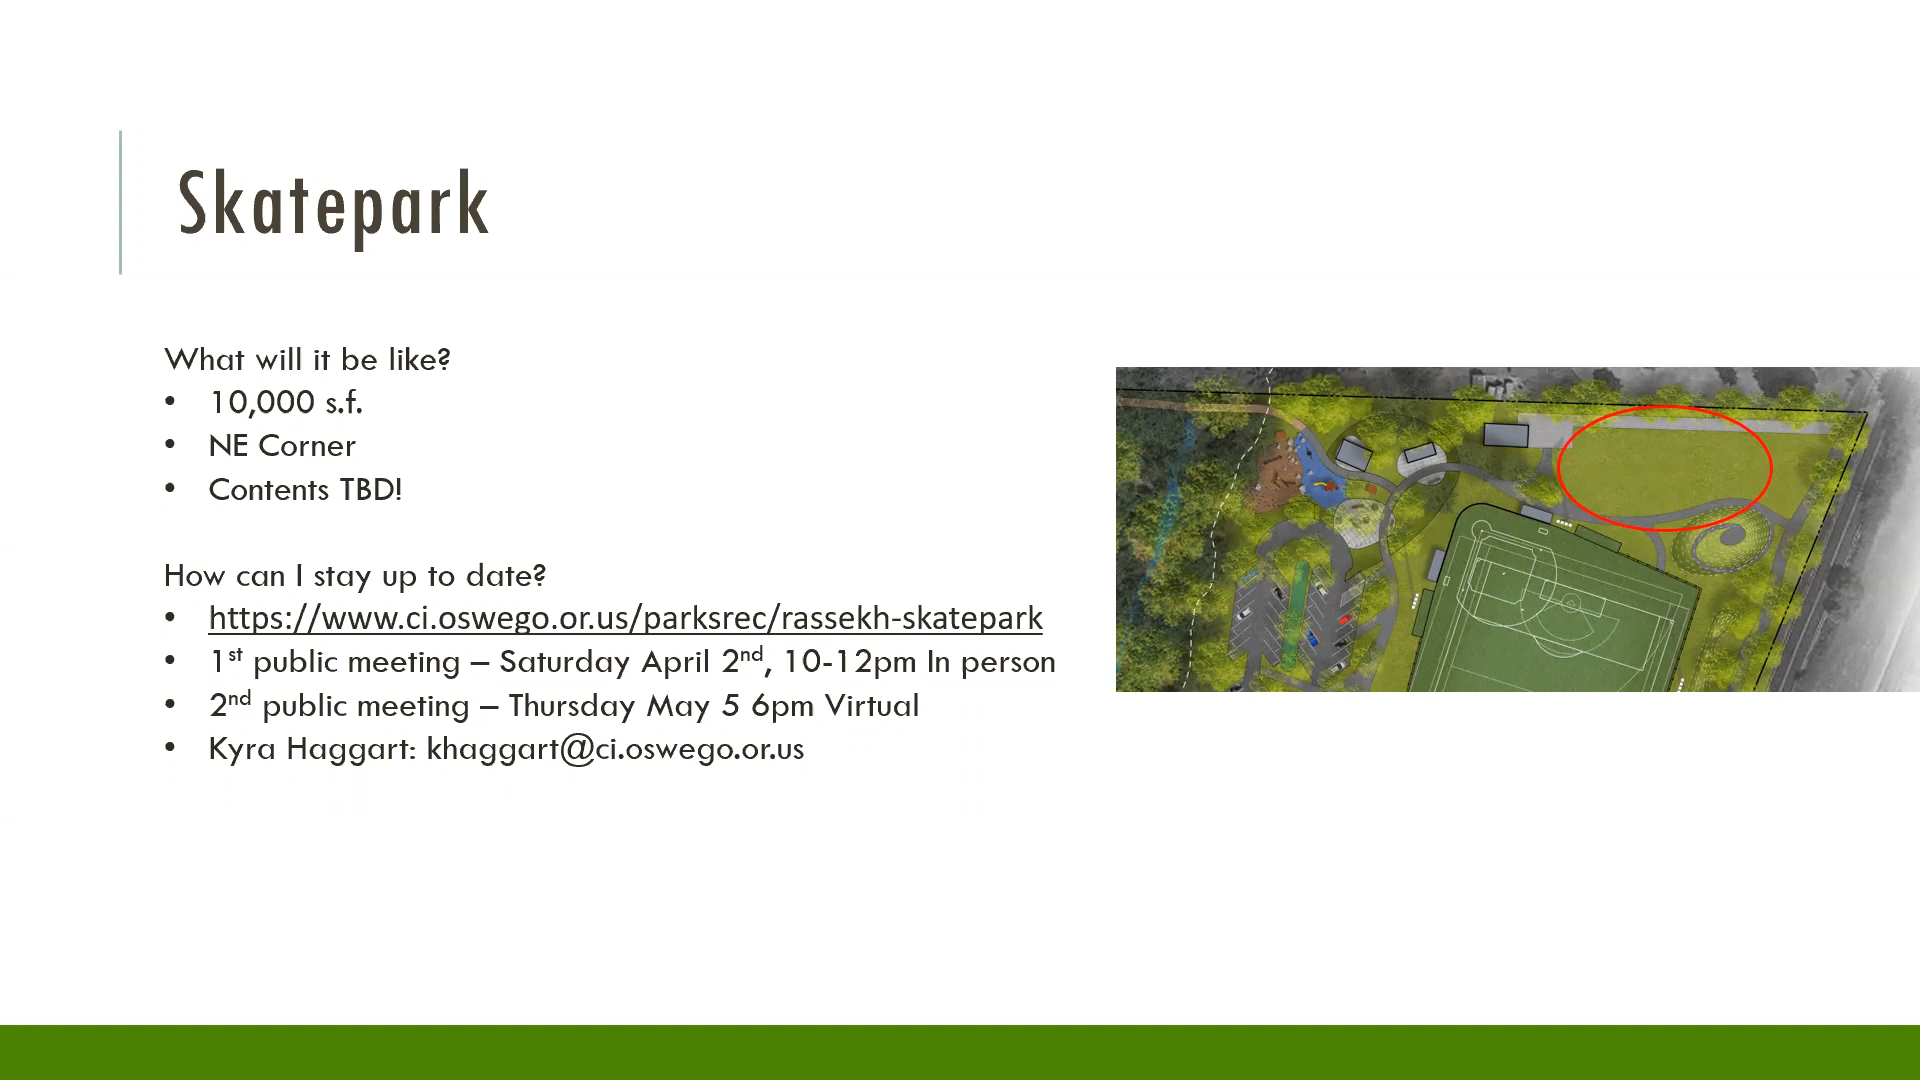 Skatepark
What will it be like?
• 10,000 s.f.
• NE Corner
• Contents TBD!
How can I stay up to date?
• https://www.ci.oswego.or.us/parksrec/rassekh-skatepark
• 1st public meeting – Saturday April 2nd, 10-12pm In person
• 2nd public meeting – Thursday May 5 6pm Virtual
• Kyra Haggart: khaggart@ci.oswego.or.us